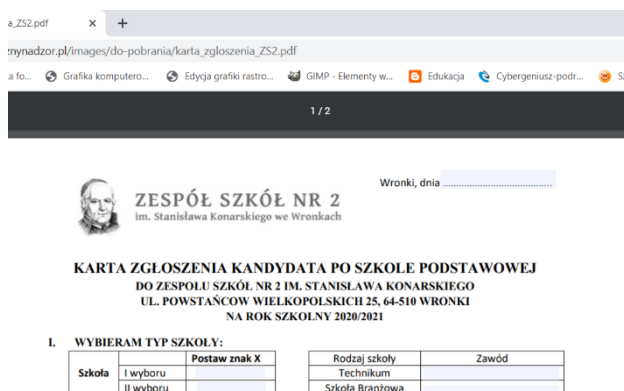 a_ZS2.pdf
znynadzor.pl/images/do-pobrania/karta_zgloszenia_ZS2.pdf
a fo... Grafika komputero... Edycja grafiki rastro... GIMP - Elementy w... Edukacja Cybergeniusz-podr... S
1 / 2
Wronki, dnia ........................................
ZESPÓŁ SZKÓŁ NR 2
im. Stanisława Konarskiego we Wronkach
KARTA ZGŁOSZENIA KANDYDATA PO SZKOLE PODSTAWOWEJ
DO ZESPOŁU SZKÓŁ NR 2 IM. STANISŁAWA KONARSKIEGO
UL. POWSTAŃCOW WIELKOPOLSKICH 25, 64-510 WRONKI
NA ROK SZKOLNY 2020/2021
I. WYBIERAM TYP SZKOŁY:
Postaw znak X Rodzaj szkoły Zawód
Szkoła I wyboru Technikum
II wyboru Szkoła Branżowa